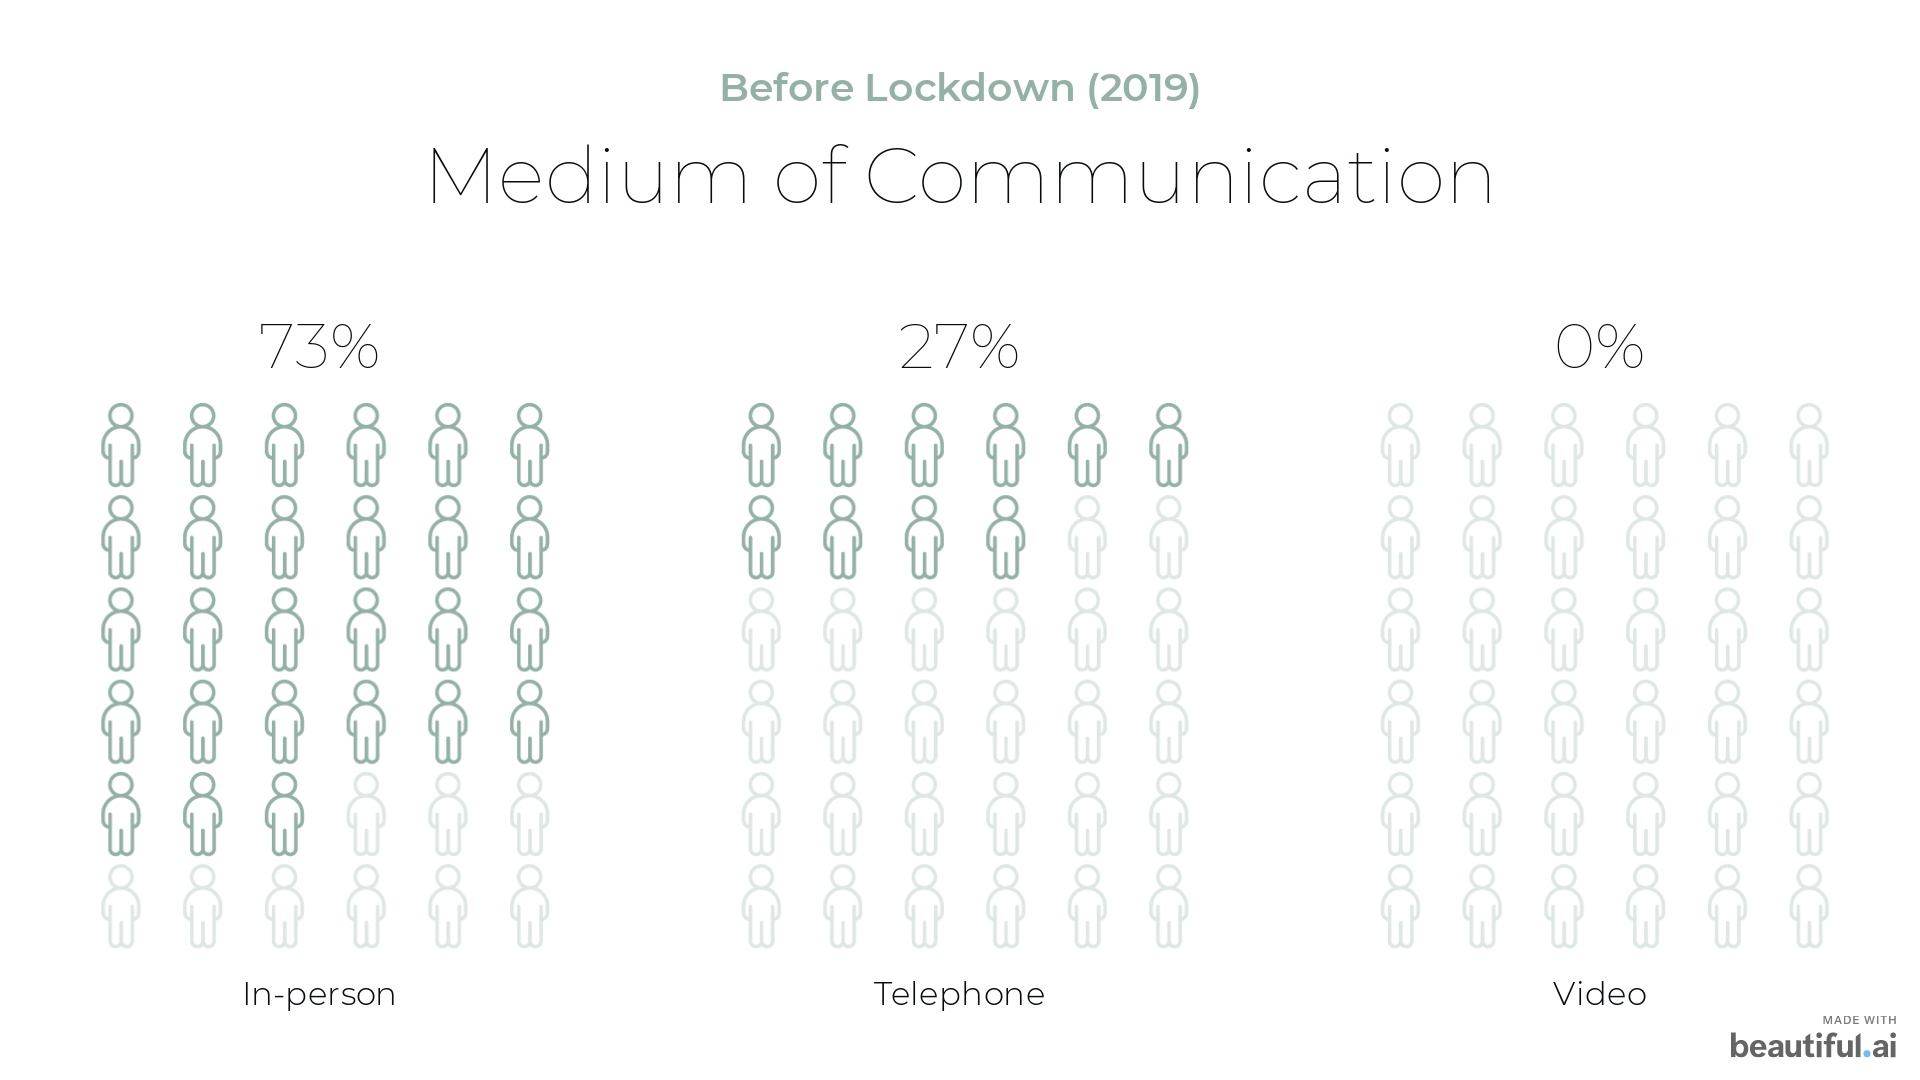 Before Lockdown (2019)
Medium of Communication
73%
27%
0%
In-person
Telephone
Video
MADE WITH
beautiful.ai